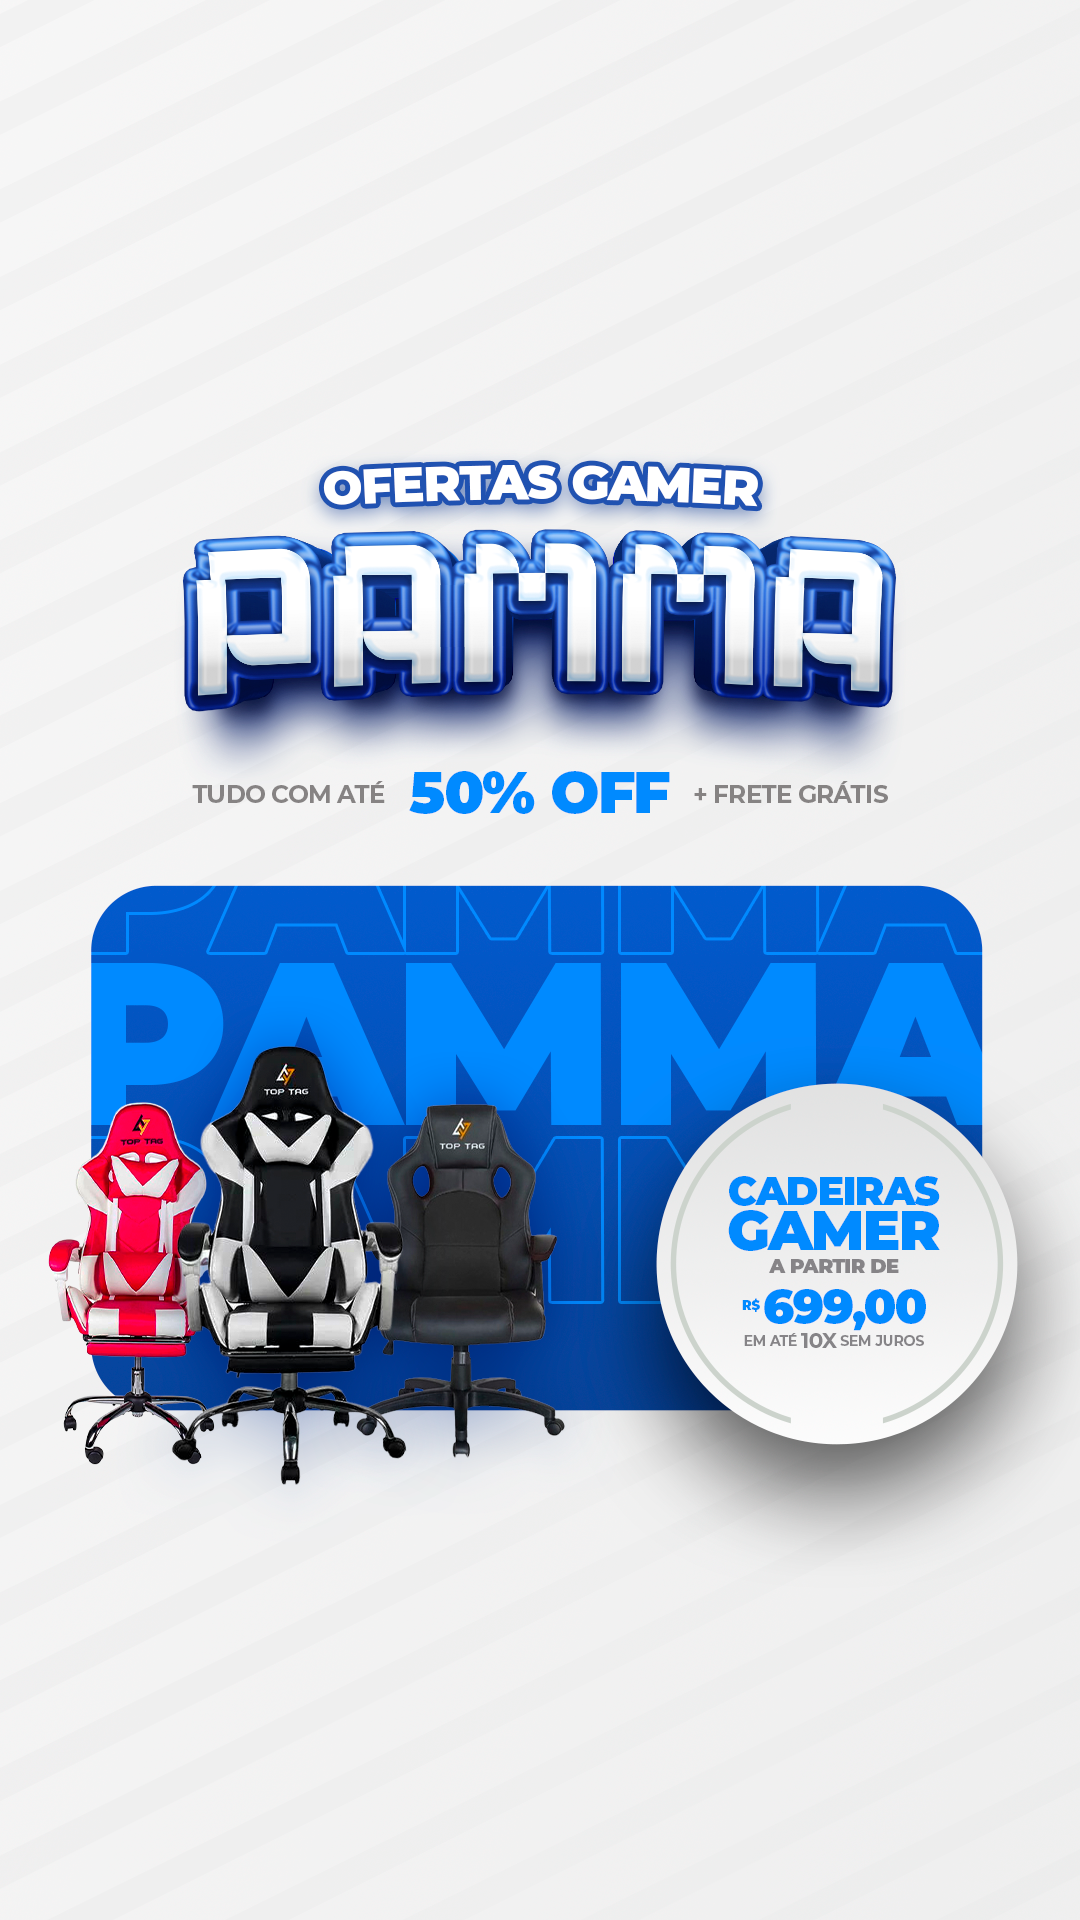 OFERTAS GAMER
PAMMA
TUDO COM ATÉ 50% OFF + FRETE GRÁTIS
PAMMA
PAMMA
PAMMA
TOP TAG
TOP TAG
TOP TAG
CADEIRAS
GAMER
A PARTIR DE
R$ 699,00
EM ATÉ 10X SEM JUROS